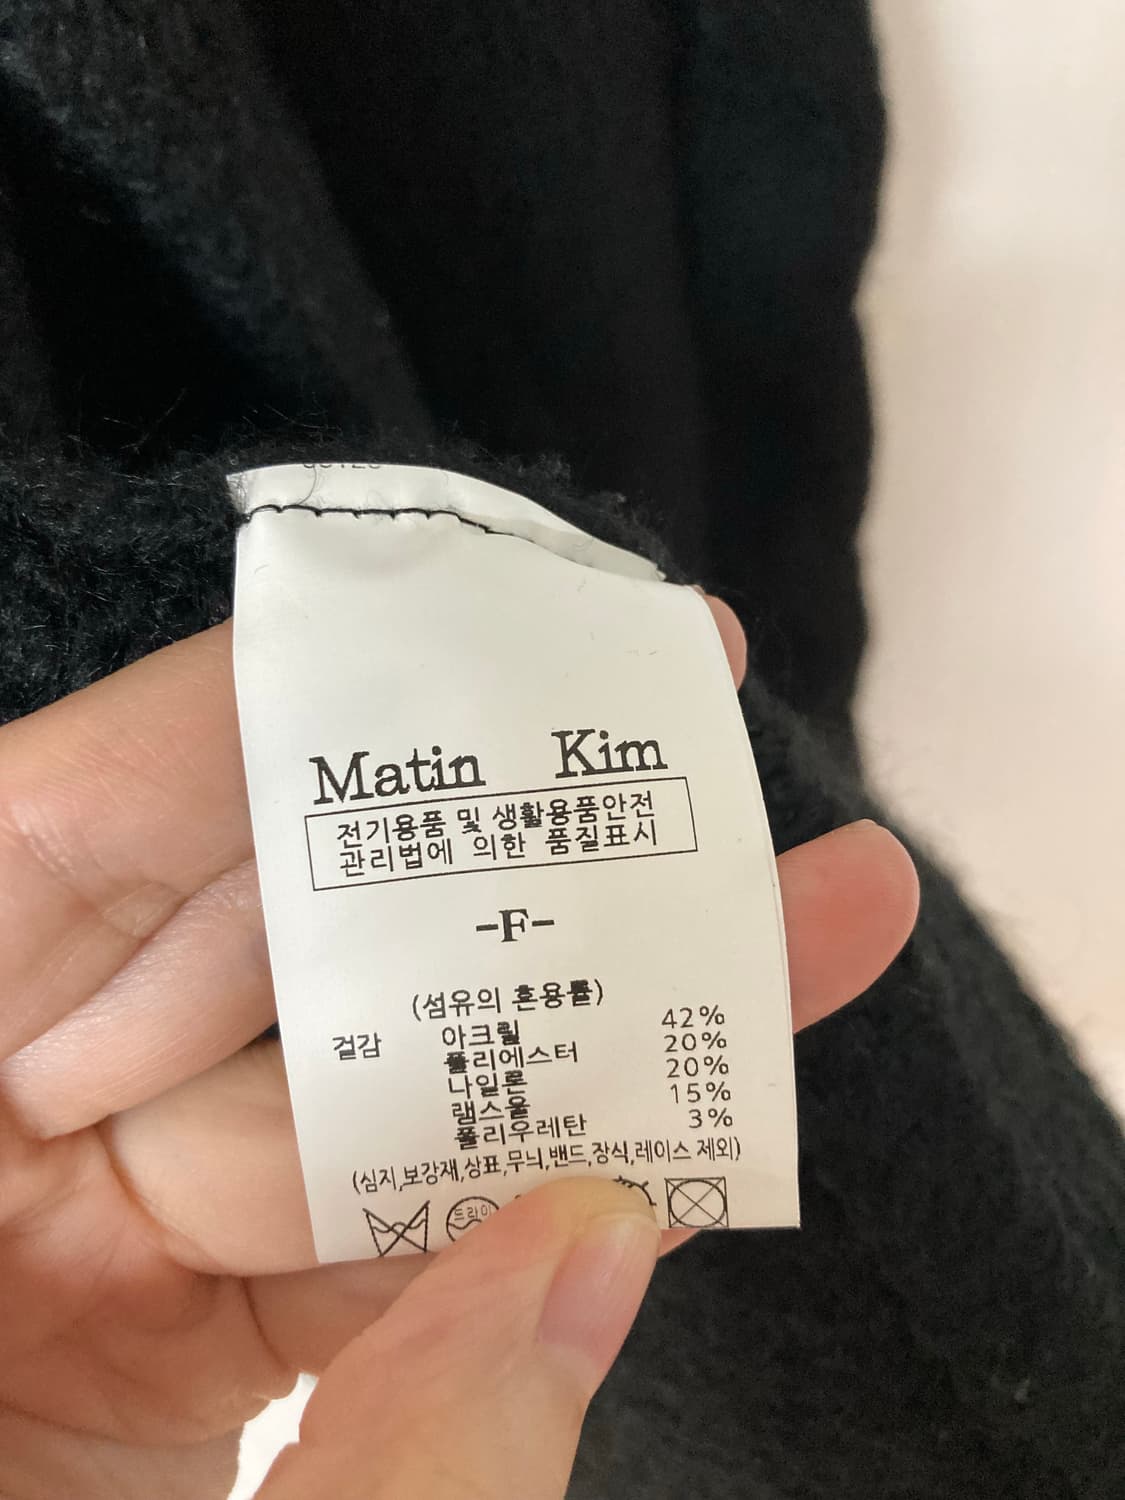 Matin Kim
전기용품 및 생활용품안전
관리법에 의한 품질표시
-F-
(섬유의 혼용률)
겉감 아크릴 42%
폴리에스터 20%
나일론 20%
램스울 15%
폴리우레탄 3%
(심지,보강재,상표,무늬,밴드,장식,레이스 제외)
드라이